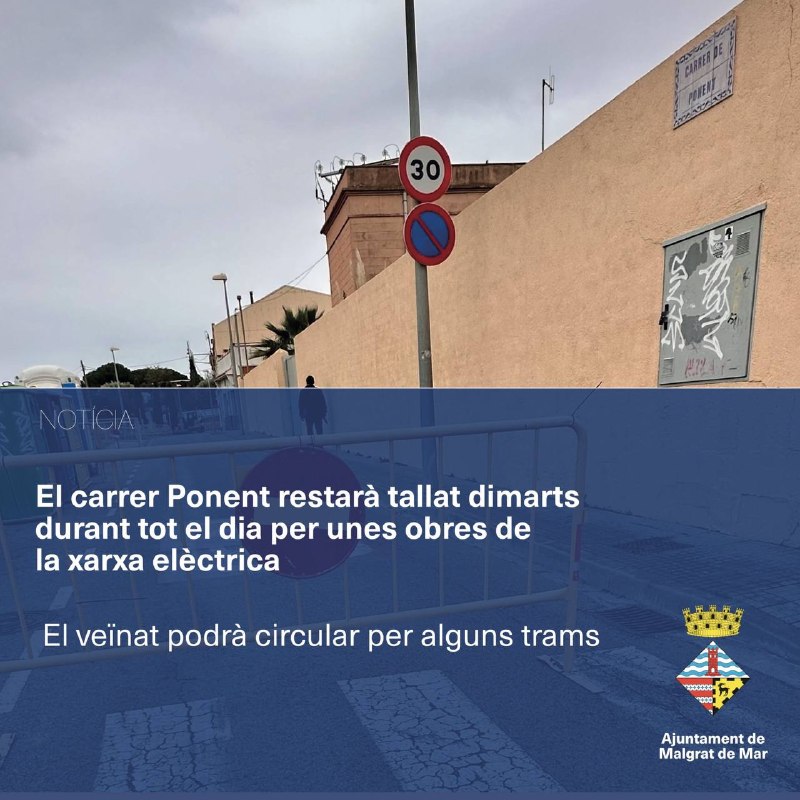 CARRER DE
PONENT
30
NOTÍCIA
El carrer Ponent restarà tallat dimarts
durant tot el dia per unes obres de
la xarxa elèctrica
El veïnat podrà circular per alguns trams
Ajuntament de
Malgrat de Mar